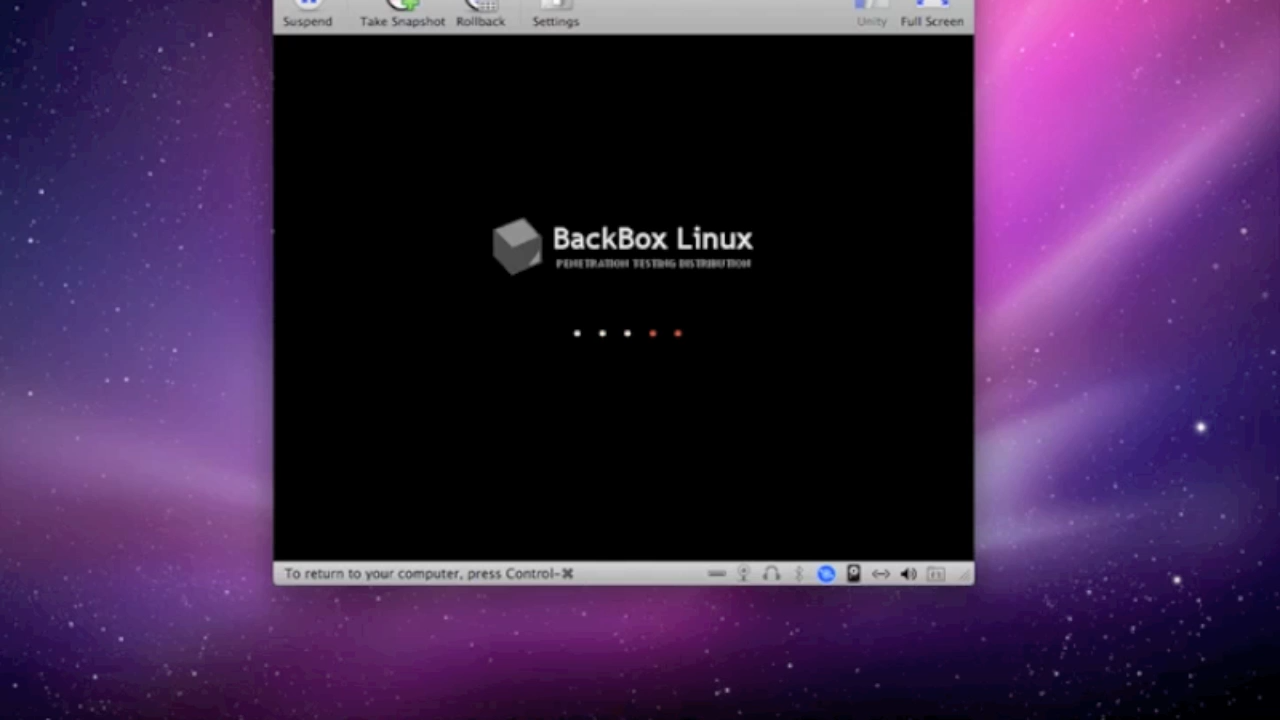 Suspend Take Snapshot Rollback Settings Unity Full Screen
BackBox Linux
PENETRATION TESTING DISTRIBUTION
To return to your computer, press Control-⌘